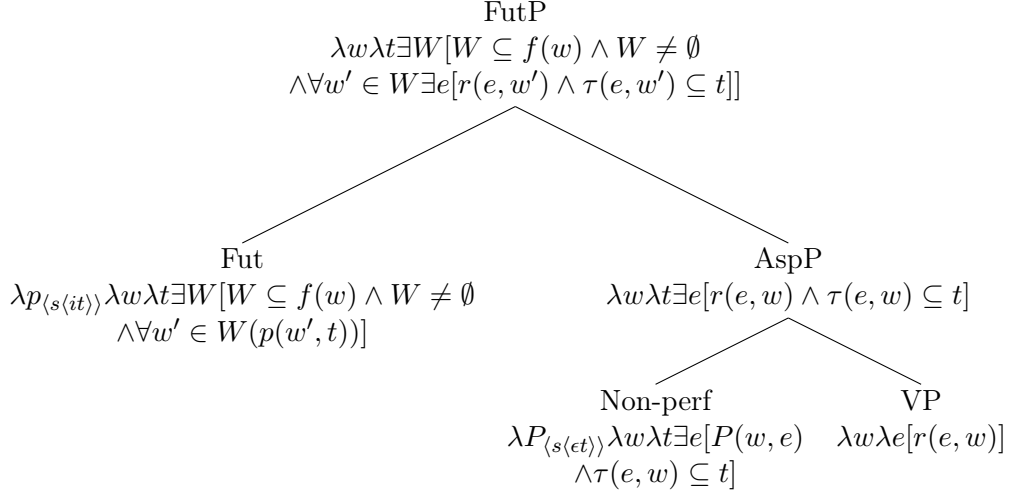 FutP
λwλt∃W[W ⊆ f(w) ∧ W ≠ ∅
∧∀w′ ∈ W∃e[r(e, w′) ∧ τ(e, w′) ⊆ t]]
Fut
λp⟨s⟨it⟩⟩λwλt∃W[W ⊆ f(w) ∧ W ≠ ∅
∧∀w′ ∈ W(p(w′, t))]
AspP
λwλt∃e[r(e, w) ∧ τ(e, w) ⊆ t]
Non-perf
λP⟨s⟨ϵt⟩⟩λwλt∃e[P(w, e)
∧τ(e, w) ⊆ t]
VP
λwλe[r(e, w)]